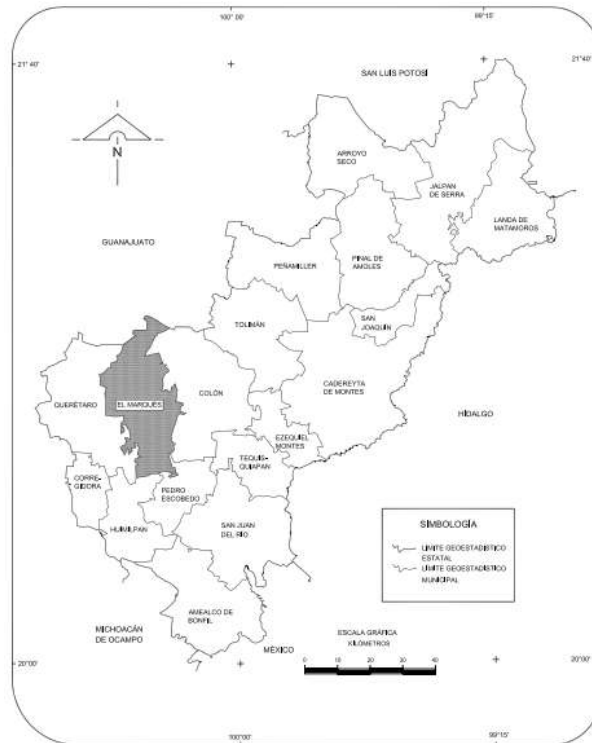 100° 00'
99°15'
21°40'
21°40'
SAN LUIS POTOSÍ
ARROYO
SECO
N
JALPAN
DE SERRA
LANDA DE
MATAMOROS
GUANAJUATO
PINAL DE
AMOLES
PEÑAMILLER
SAN
JOAQUÍN
TOLIMÁN
CADEREYTA
DE MONTES
COLÓN
QUERÉTARO
EL MARQUÉS
HIDALGO
EZEQUIEL
MONTES
TEQUIS-
QUIAPAN
CORRE-
GIDORA
PEDRO
ESCOBEDO
HUIMILPAN
SAN JUAN
DEL RÍO
SIMBOLOGÍA
LÍMITE GEOESTADÍSTICO
ESTATAL
LÍMITE GEOESTADÍSTICO
MUNICIPAL
AMEALCO DE
BONFIL
MICHOACÁN
DE OCAMPO
MÉXICO
ESCALA GRÁFICA
KILÓMETROS
0 10 20 30 40
20°00'
20°00'
100°00'
99°15'